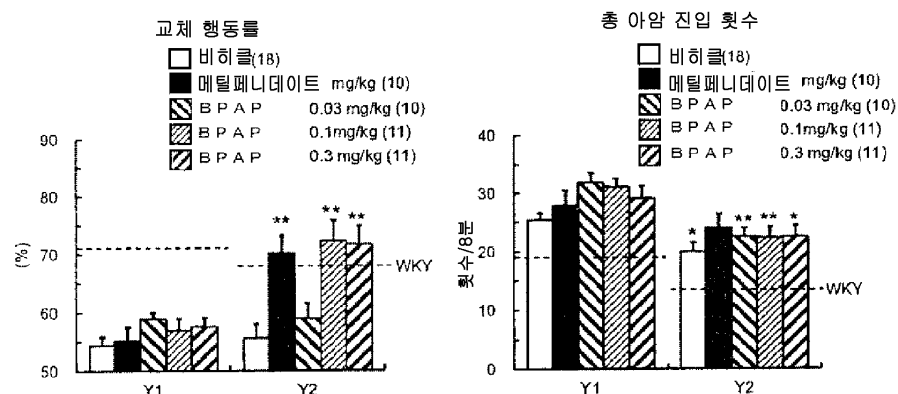 교체 행동률
비히클(18)
메틸페니데이트 mg/kg (10)
BPAP 0.03 mg/kg (10)
BPAP 0.1mg/kg (11)
BPAP 0.3 mg/kg (11)
90
80
70
60
50
(%)
**
**
**
WKY
Y1
Y2
총 아암 진입 횟수
비히클(18)
메틸페니데이트 mg/kg (10)
BPAP 0.03 mg/kg (10)
BPAP 0.1mg/kg (11)
BPAP 0.3 mg/kg (11)
40
30
20
10
0
횟수/8분
*
**
**
*
WKY
Y1
Y2